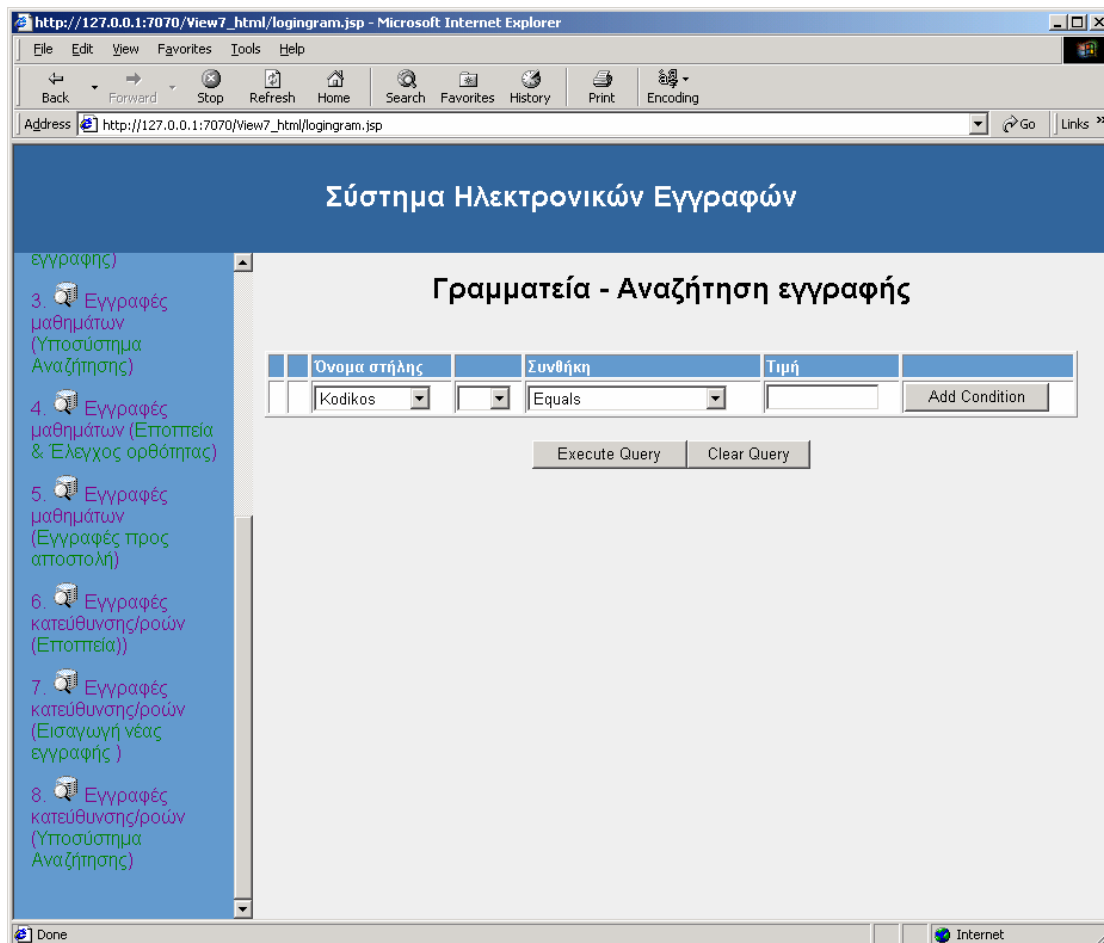 http://127.0.0.1:7070/View7_html/logingram.jsp - Microsoft Internet Explorer
File Edit View Favorites Tools Help
Back Forward Stop Refresh Home Search Favorites History Print Encoding
Address http://127.0.0.1:7070/View7_html/logingram.jsp Go Links »
Σύστημα Ηλεκτρονικών Εγγραφών
εγγραφής)
3. Εγγραφές
μαθημάτων
(Υποσύστημα
Αναζήτησης)
4. Εγγραφές
μαθημάτων (Εποπτεία
& Έλεγχος ορθότητας)
5. Εγγραφές
μαθημάτων
(Εγγραφές προς
αποστολή)
6. Εγγραφές
κατεύθυνσης/ροών
(Εποπτεία))
7. Εγγραφές
κατεύθυνσης/ροών
(Εισαγωγή νέας
εγγραφής )
8. Εγγραφές
κατεύθυνσης/ροών
(Υποσύστημα
Αναζήτησης)
Γραμματεία - Αναζήτηση εγγραφής
Όνομα στήλης Συνθήκη Τιμή
Kodikos Equals Add Condition
Execute Query Clear Query
Done Internet